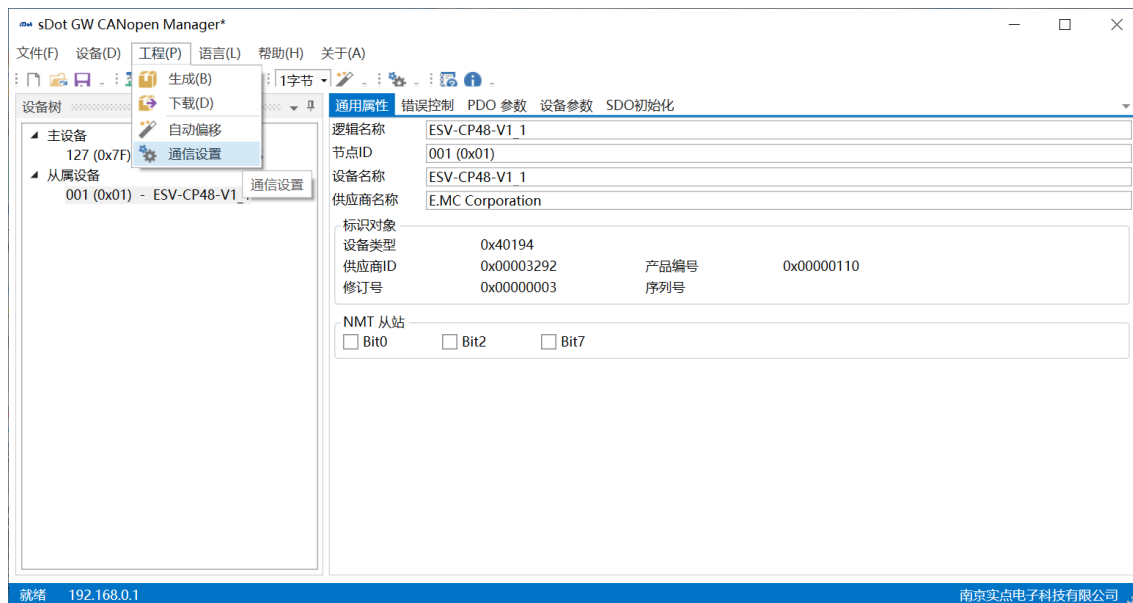 sDot GW CANopen Manager*
文件(F) 设备(D) 工程(P) 语言(L) 帮助(H) 关于(A)
1字节
生成(B)
下载(D)
自动偏移
通信设置
通信设置
设备树
主设备
127 (0x7F)
从属设备
001 (0x01) - ESV-CP48-V1_1
通用属性 错误控制 PDO 参数 设备参数 SDO初始化
逻辑名称 ESV-CP48-V1_1
节点ID 001 (0x01)
设备名称 ESV-CP48-V1_1
供应商名称 E.MC Corporation
标识对象
设备类型 0x40194
供应商ID 0x00003292 产品编号 0x00000110
修订号 0x00000003 序列号
NMT 从站
Bit0 Bit2 Bit7
就绪 192.168.0.1 南京实点电子科技有限公司